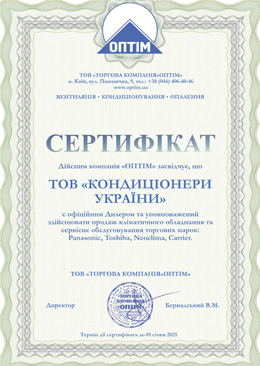 ОПТІМ
ТОВ «ТОРГОВА КОМПАНІЯ«ОПТІМ»
м. Київ, вул. Пшенична, 9, тел.: +38 (044) 406-40-46
www.optim.ua
ВЕНТИЛЯЦІЯ • КОНДИЦІОНУВАННЯ • ОПАЛЕННЯ
СЕРТИФІКАТ
Дійсним компанія «ОПТІМ» засвідчує, що
ТОВ «КОНДИЦІОНЕРИ
УКРАЇНИ»
є офіційним Дилером та уповноважений
здійснювати продаж кліматичного обладнання та
сервісне обслуговування торгових марок:
Panasonic, Toshiba, Neoclima, Carrier.
ТОВ «ТОРГОВА КОМПАНІЯ«ОПТІМ»
Директор
ТОРГОВА
КОМПАНІЯ
ОПТІМ
Бернадський В.М.
Термін дії сертифіката до 01 січня 2021